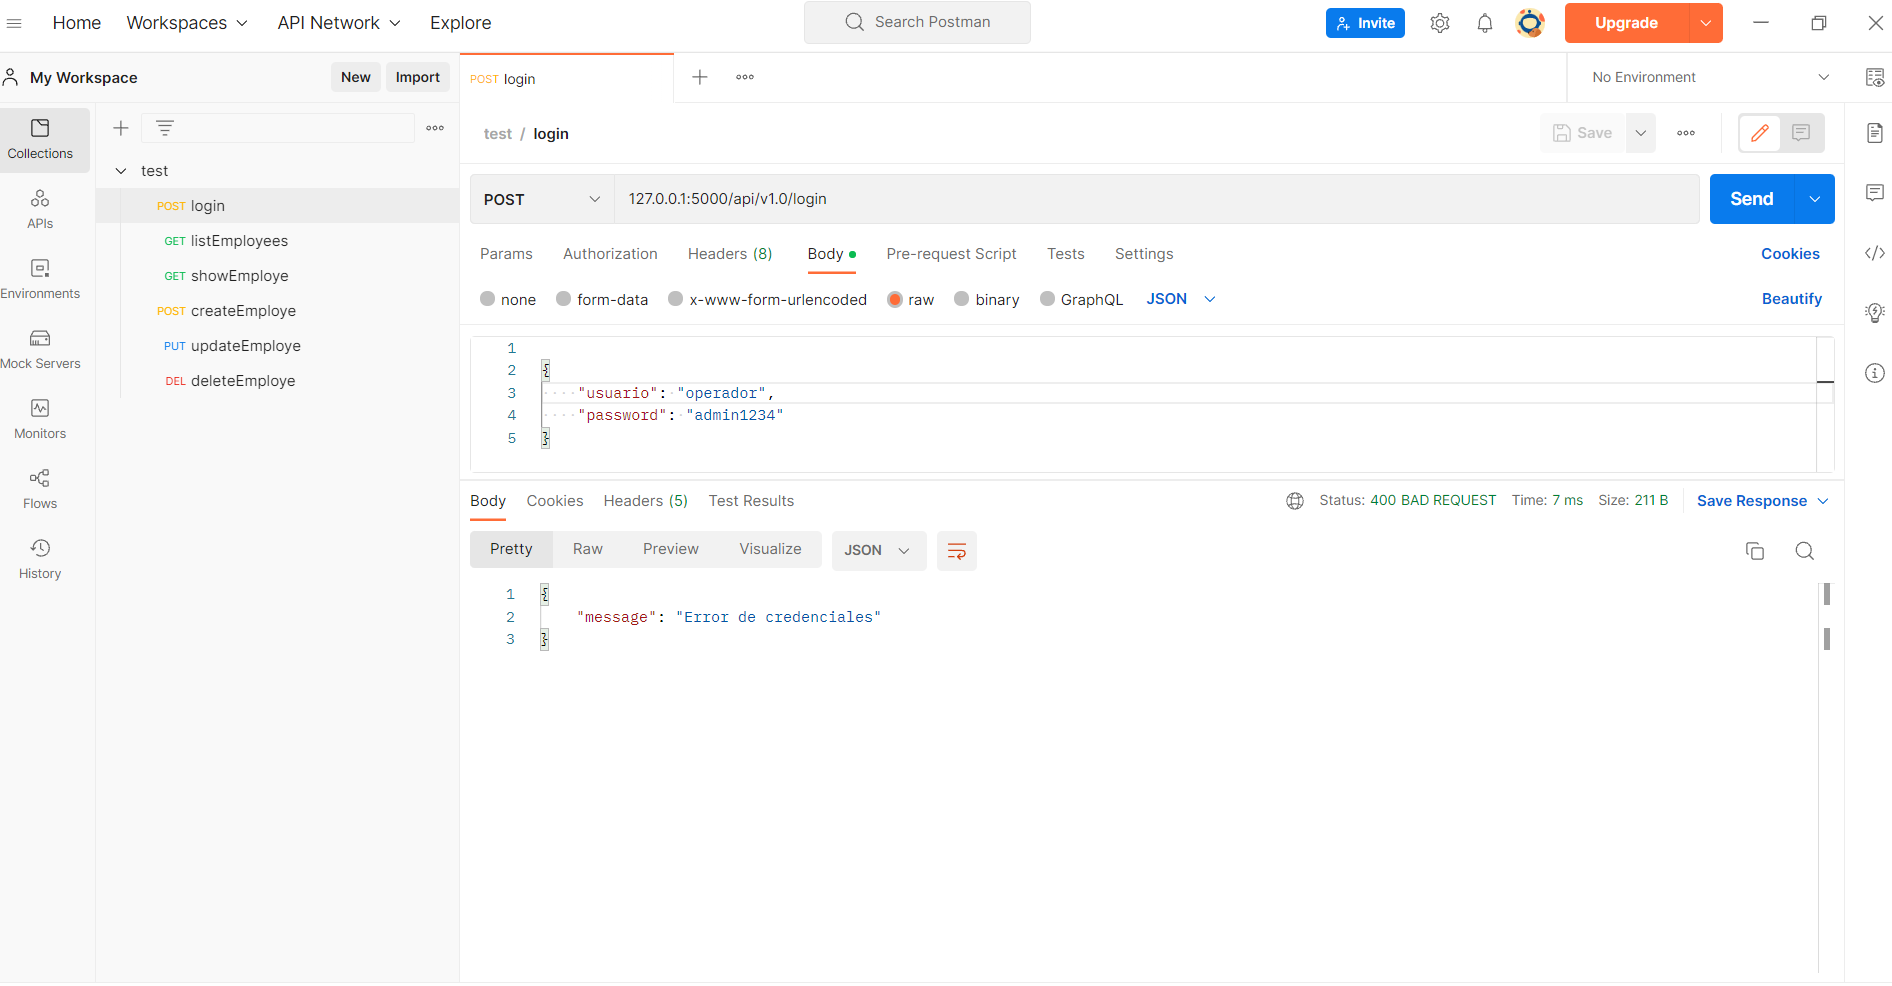 Home Workspaces API Network Explore Search Postman Invite Upgrade
My Workspace New Import POST login No Environment
Collections
APIs
Environments
Mock Servers
Monitors
Flows
History
test
POST login
GET listEmployees
GET showEmploye
POST createEmploye
PUT updateEmploye
DEL deleteEmploye
test / login Save
POST 127.0.0.1:5000/api/v1.0/login Send
Params Authorization Headers (8) Body Pre-request Script Tests Settings Cookies
none form-data x-www-form-urlencoded raw binary GraphQL JSON Beautify
1
2 {
3 "usuario": "operador",
4 "password": "admin1234"
5 }
Body Cookies Headers (5) Test Results Status: 400 BAD REQUEST Time: 7 ms Size: 211 B Save Response
Pretty Raw Preview Visualize JSON
1 {
2 "message": "Error de credenciales"
3 }